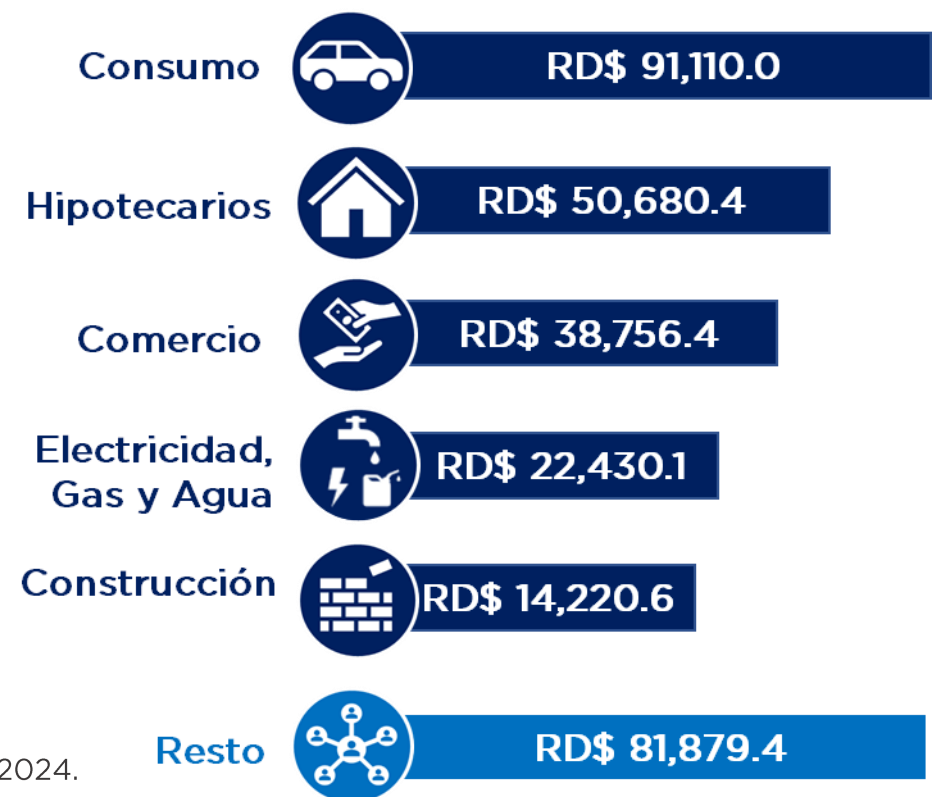 Consumo
RD$ 91,110.0
Hipotecarios
RD$ 50,680.4
Comercio
RD$ 38,756.4
Electricidad,
Gas y Agua
RD$ 22,430.1
Construcción
RD$ 14,220.6
Resto
RD$ 81,879.4
2024.